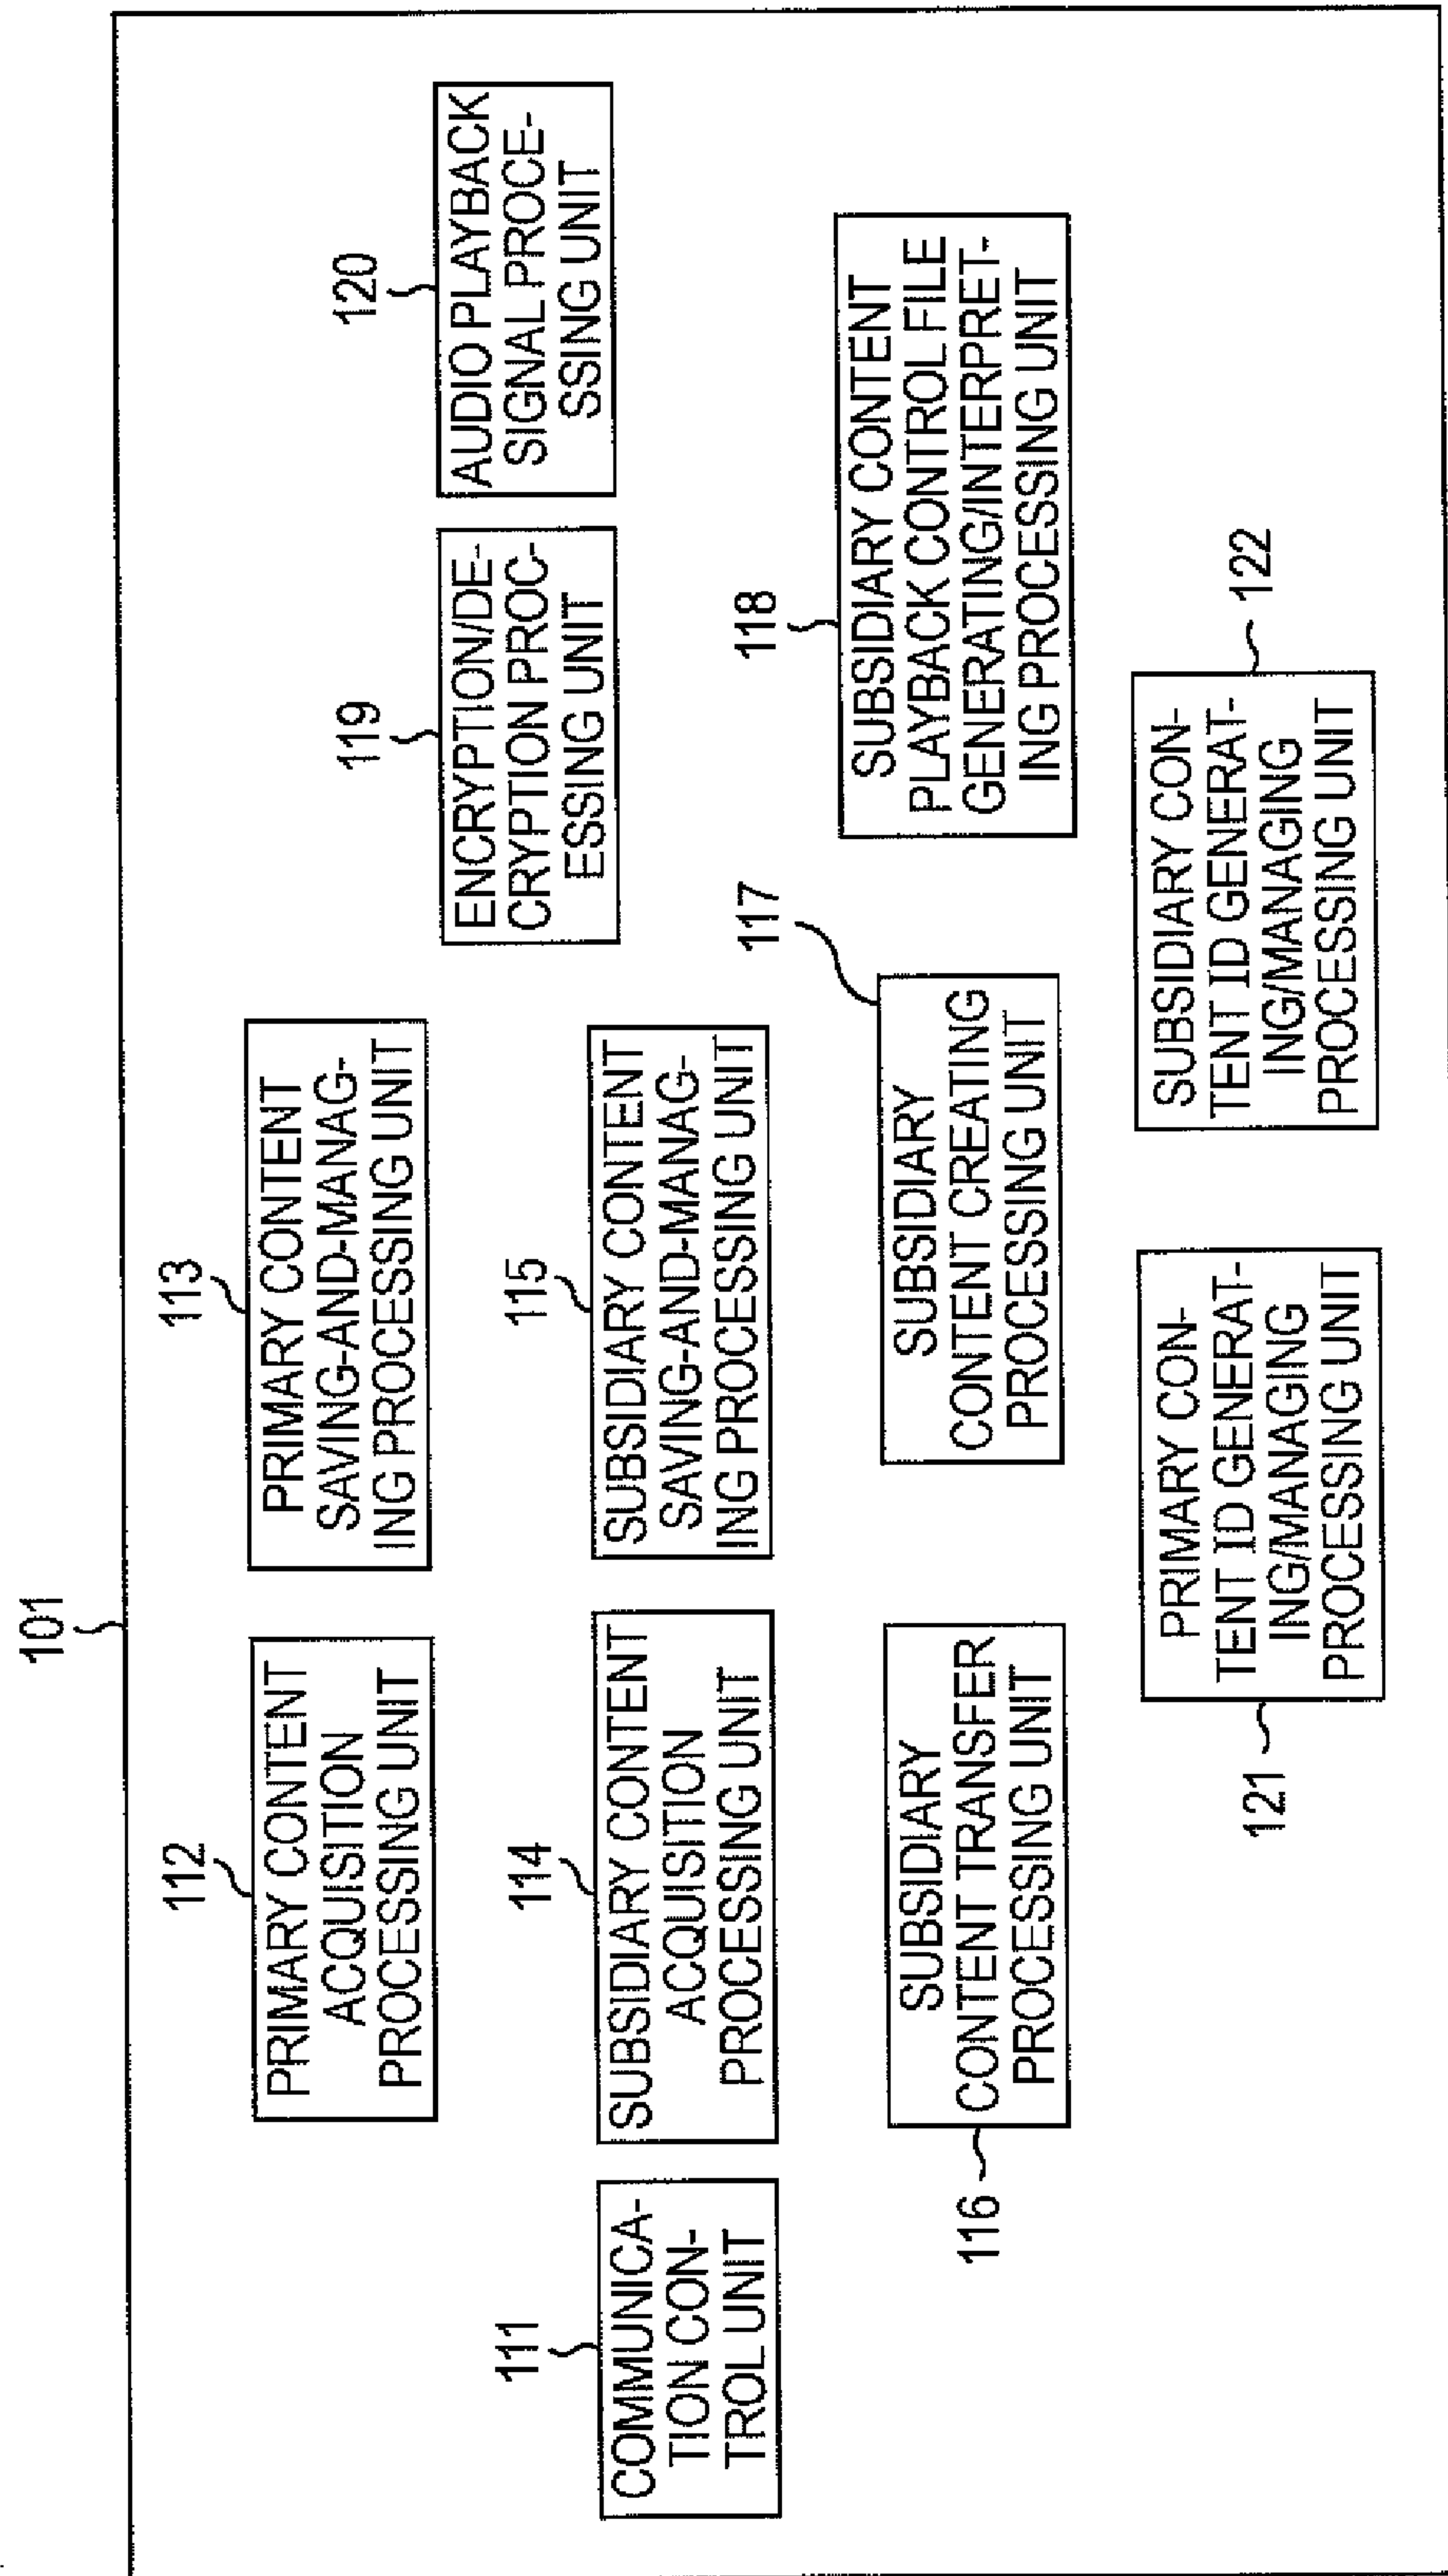 101
112
PRIMARY CONTENT
ACQUISITION
PROCESSING UNIT
113
PRIMARY CONTENT
SAVING-AND-MANAG-
ING PROCESSING UNIT
119
ENCRYPTION/DE-
CRYPTION PROC-
ESSING UNIT
120
AUDIO PLAYBACK
SIGNAL PROCE-
SSING UNIT
111
COMMUNICA-
TION CON-
TROL UNIT
114
SUBSIDIARY CONTENT
ACQUISITION
PROCESSING UNIT
115
SUBSIDIARY CONTENT
SAVING-AND-MANAG-
ING PROCESSING UNIT
116
SUBSIDIARY
CONTENT TRANSFER
PROCESSING UNIT
117
SUBSIDIARY
CONTENT CREATING
PROCESSING UNIT
118
SUBSIDIARY CONTENT
PLAYBACK CONTROL FILE
GENERATING/INTERPRET-
ING PROCESSING UNIT
121
PRIMARY CON-
TENT ID GENERAT-
ING/MANAGING
PROCESSING UNIT
122
SUBSIDIARY CON-
TENT ID GENERAT-
ING/MANAGING
PROCESSING UNIT